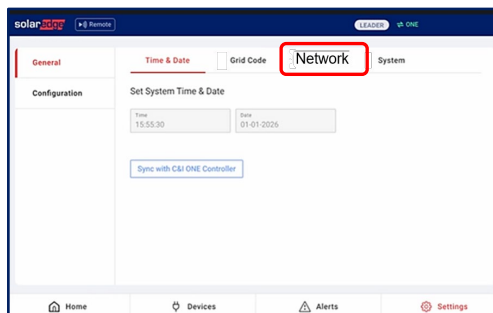 solaredge Remote LEADER ONE
General Time & Date Grid Code Network System
Configuration Set System Time & Date
Time Date
15:55:30 01-01-2026
Sync with C&I ONE Controller
Home Devices Alerts Settings